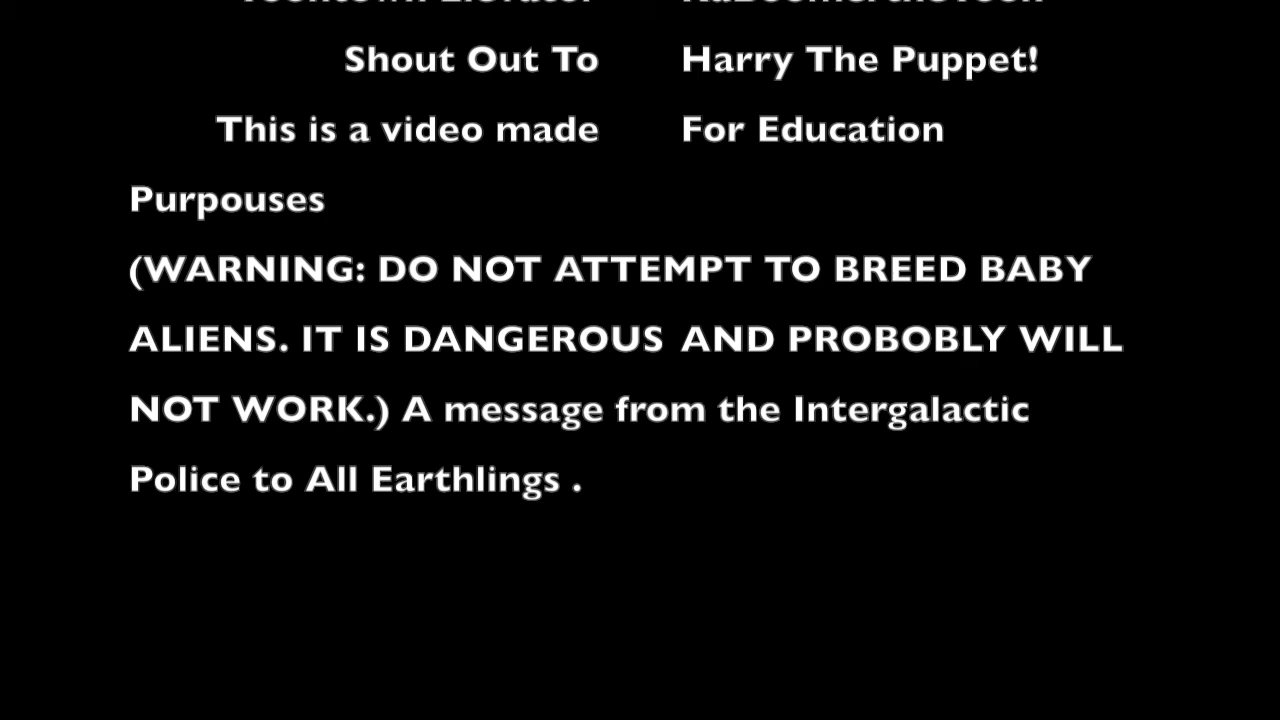 Shout Out To Harry The Puppet!
This is a video made For Education
Purpouses
(WARNING: DO NOT ATTEMPT TO BREED BABY
ALIENS. IT IS DANGEROUS AND PROBOBLY WILL
NOT WORK.) A message from the Intergalactic
Police to All Earthlings .